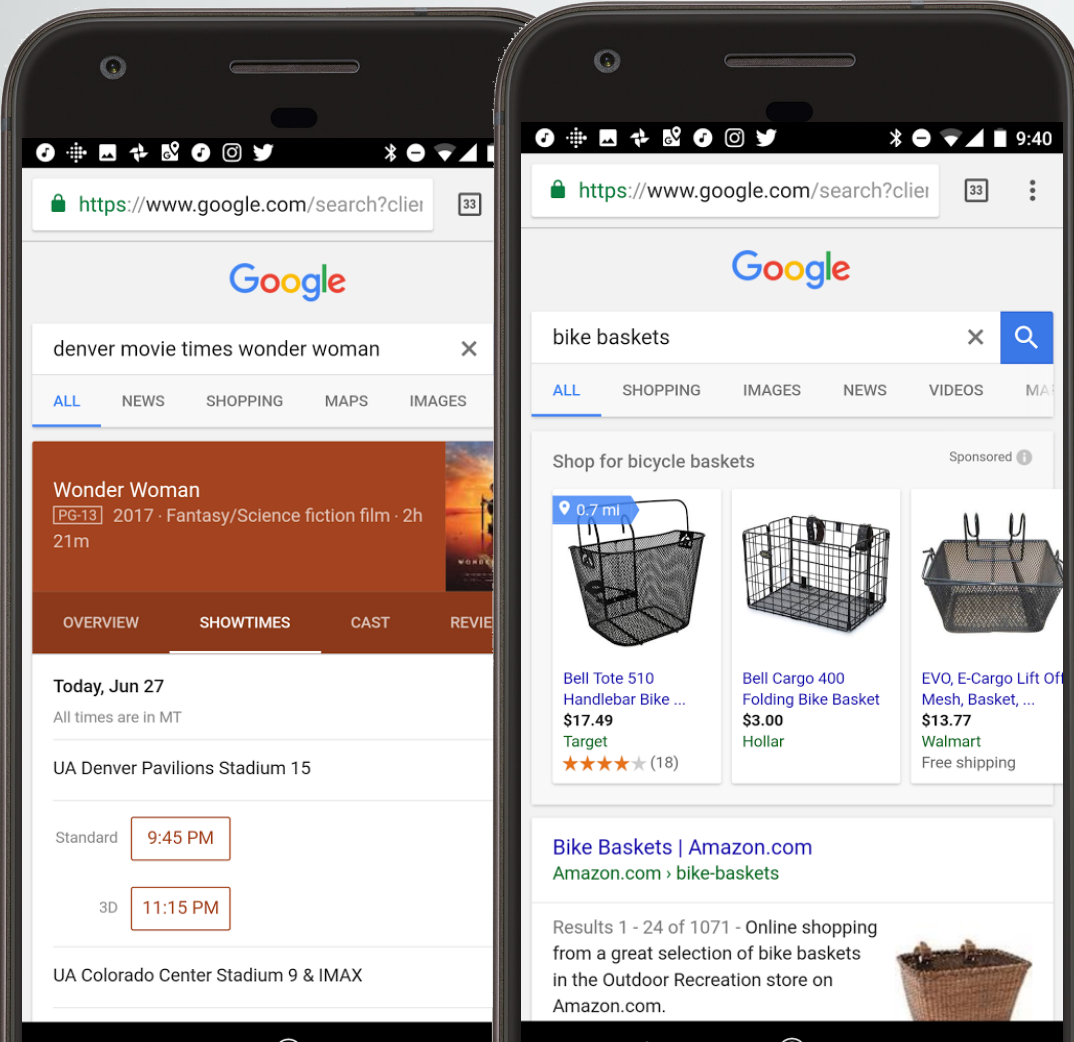 33
https://www.google.com/search?clier
Google
denver movie times wonder woman
ALL NEWS SHOPPING MAPS IMAGES
Wonder Woman
PG-13 2017 · Fantasy/Science fiction film · 2h
21m
WONDE
OVERVIEW SHOWTIMES CAST REVIE
Today, Jun 27
All times are in MT
UA Denver Pavilions Stadium 15
Standard 9:45 PM
3D 11:15 PM
UA Colorado Center Stadium 9 & IMAX
9:40
https://www.google.com/search?clier
33
Google
bike baskets
ALL SHOPPING IMAGES NEWS VIDEOS MA
Shop for bicycle baskets
Sponsored
0.7 mi
Bell Tote 510
Handlebar Bike ...
$17.49
Target
(18)
Bell Cargo 400
Folding Bike Basket
$3.00
Hollar
EVO, E-Cargo Lift Off
Mesh, Basket, ...
$13.77
Walmart
Free shipping
Bike Baskets | Amazon.com
Amazon.com › bike-baskets
Results 1 - 24 of 1071 - Online shopping
from a great selection of bike baskets
in the Outdoor Recreation store on
Amazon.com.